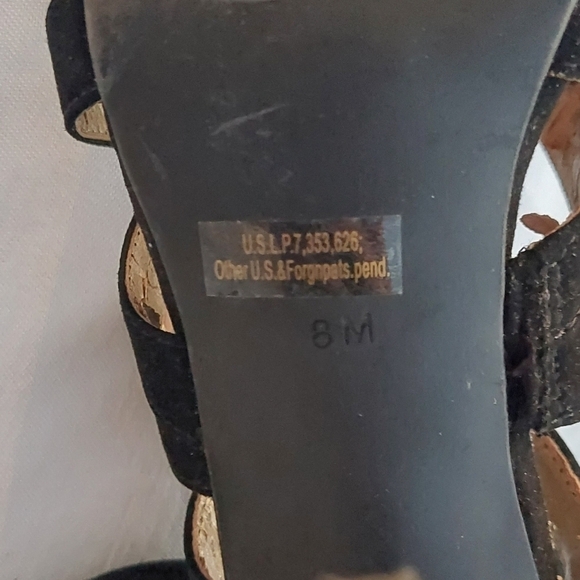 U.S.L.P.7,353,626;
Other U.S.&Forgnpats.pend.
8 M